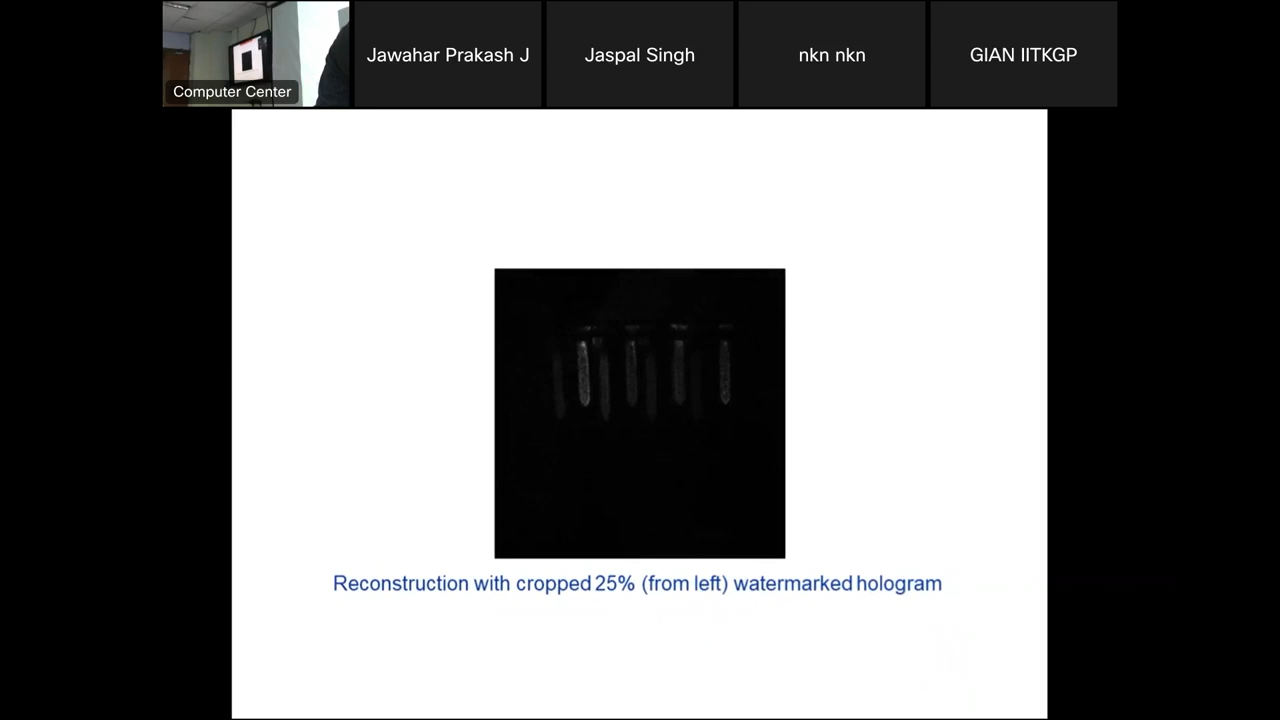 Computer Center
Jawahar Prakash J
Jaspal Singh
nkn nkn
GIAN IITKGP
Reconstruction with cropped 25% (from left) watermarked hologram